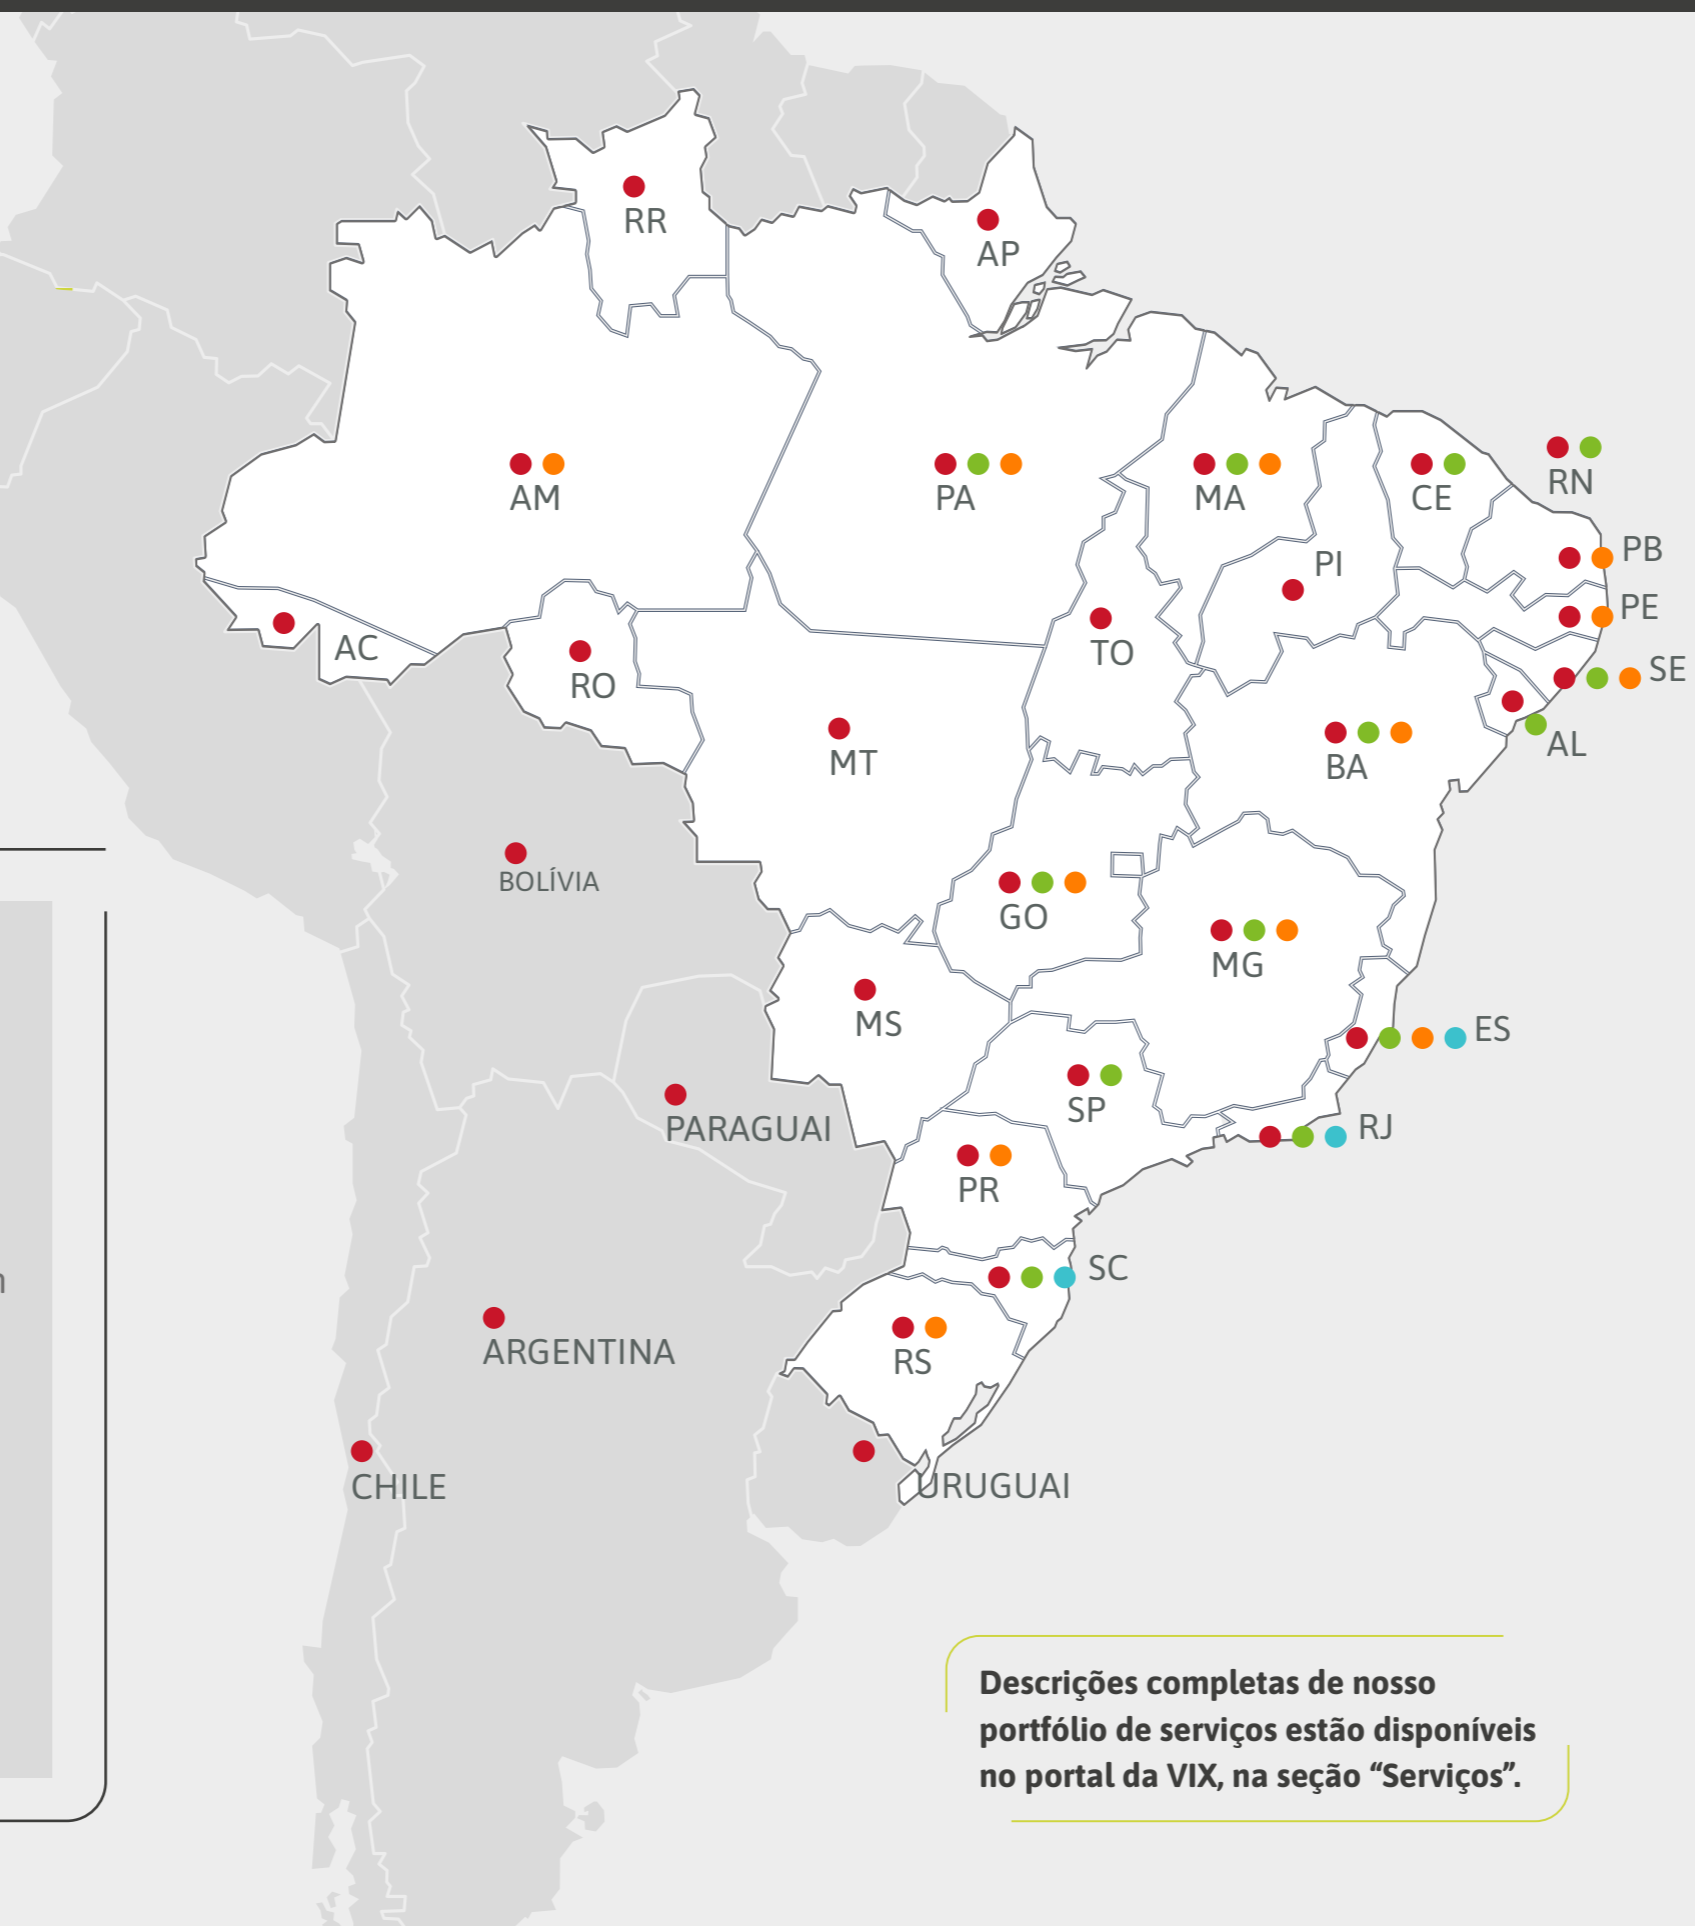 RR
AP
AM
PA
MA
CE
RN
PB
PI
PE
AC
TO
SE
RO
AL
MT
BA
BOLÍVIA
GO
MG
MS
ES
SP
PARAGUAI
RJ
PR
SC
ARGENTINA
RS
CHILE
URUGUAI
Descrições completas de nosso
portfólio de serviços estão disponíveis
no portal da VIX, na seção “Serviços”.